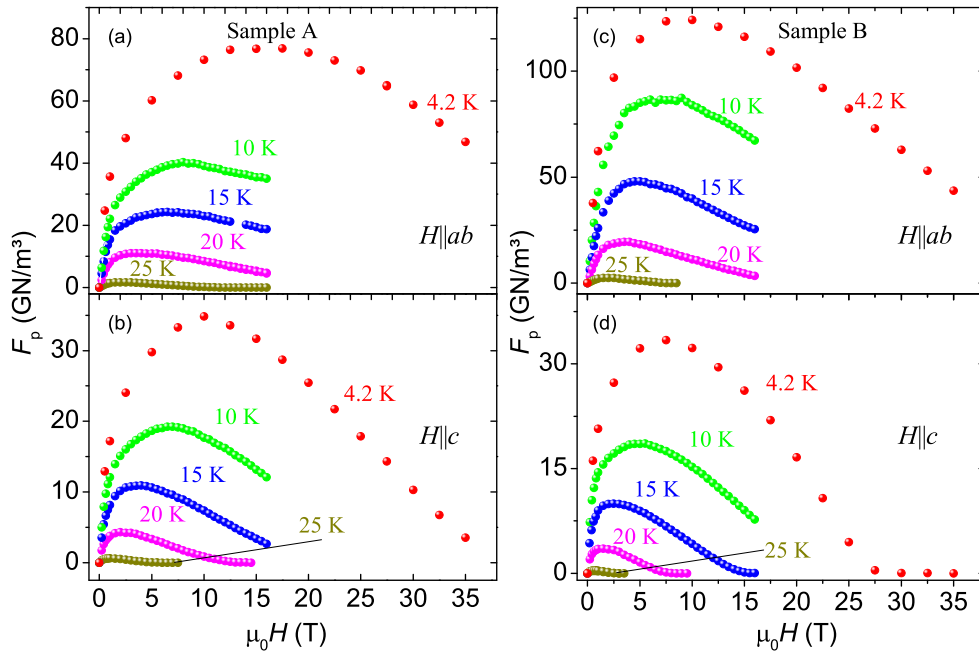 (a) Sample A
80
60
40
20
0
4.2 K
10 K
15 K
20 K
25 K
H||ab
F_p (GN/m³)
(b)
30
20
10
0
4.2 K
10 K
15 K
20 K
25 K
H||c
0 5 10 15 20 25 30 35
μ₀H (T)
(c) Sample B
100
50
0
4.2 K
10 K
15 K
20 K
25 K
H||ab
F_p (GN/m³)
(d)
30
15
0
4.2 K
10 K
15 K
20 K
25 K
H||c
0 5 10 15 20 25 30 35
μ₀H (T)